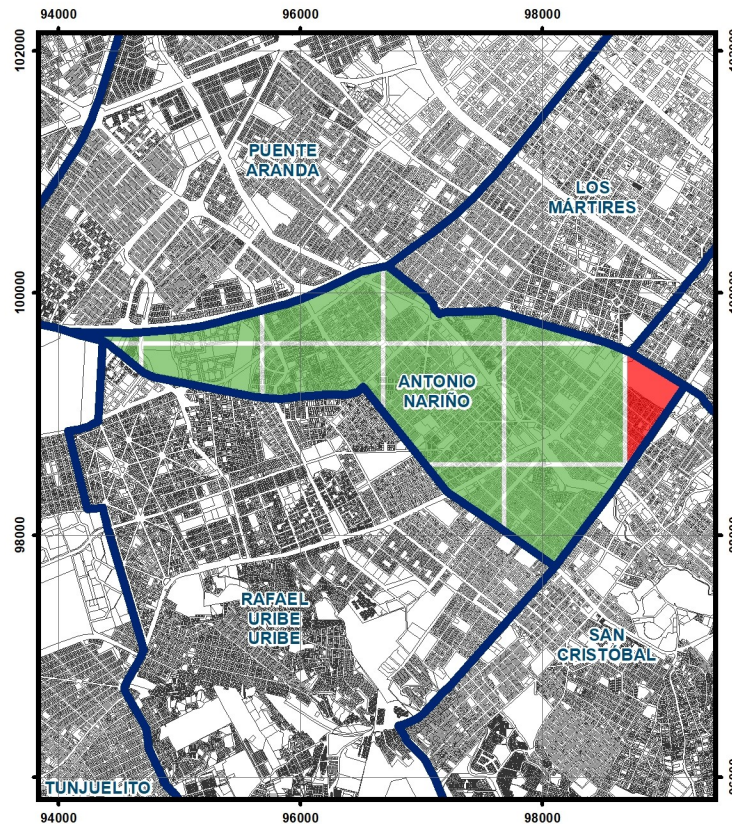 94000 96000 98000
102000
PUENTE
ARANDA
LOS
MÁRTIRES
100000
ANTONIO
NARIÑO
98000
RAFAEL
URIBE
URIBE
SAN
CRISTÓBAL
TUNJUELITO
94000 96000 98000